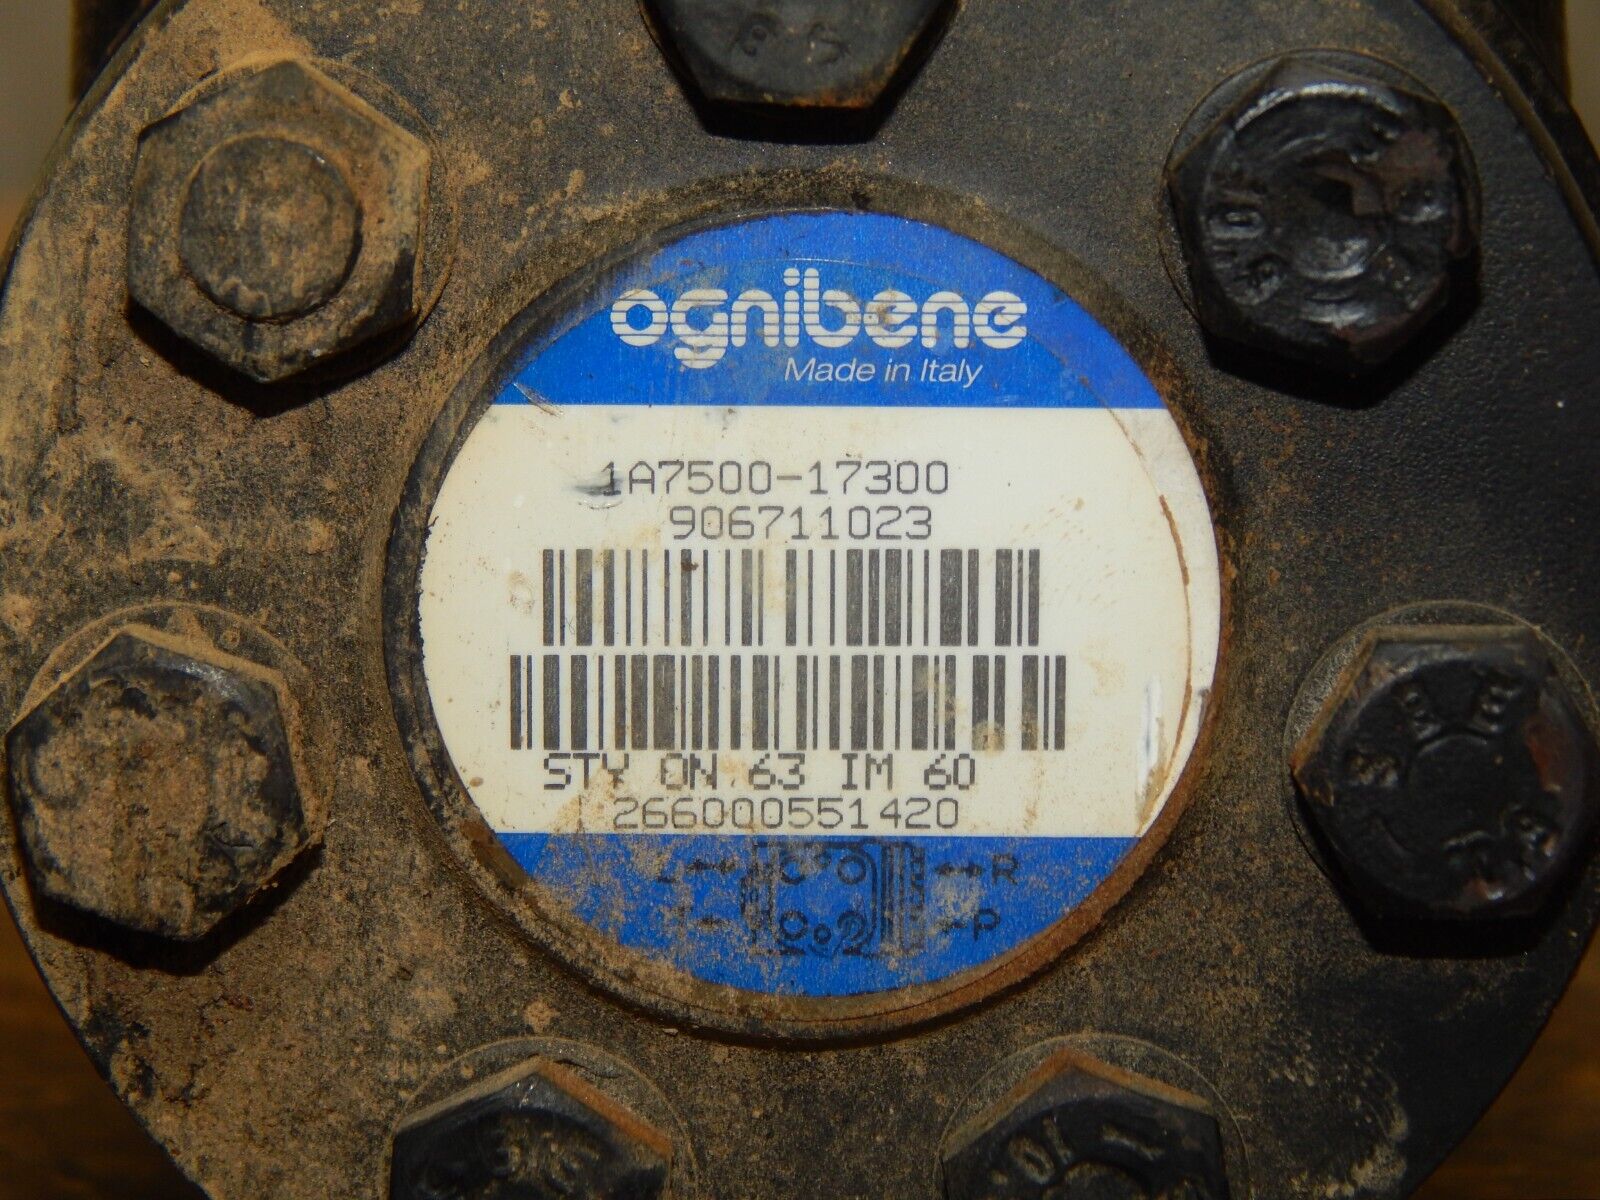 ognibene
Made in Italy
1A7500-17300
906711023
STY ON 63 IM 60
266000551420
R
P